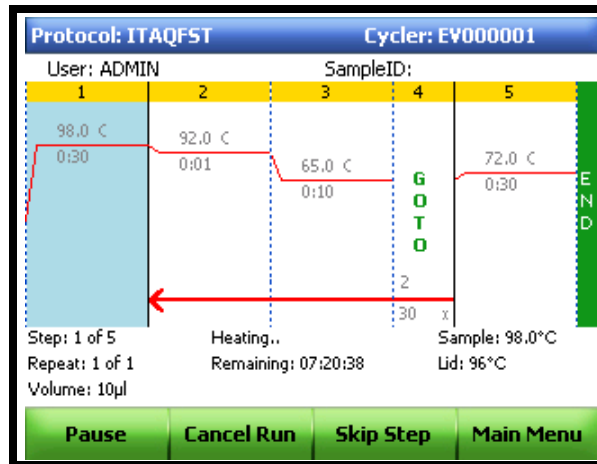 Protocol: ITAQFST Cycler: EV000001
User: ADMIN SampleID:
1 2 3 4 5
98.0 C 92.0 C 65.0 C 72.0 C
0:30 0:01 0:10 0:30
GOTO
END
2
30 x
Step: 1 of 5 Heating.. Sample: 98.0°C
Repeat: 1 of 1 Remaining: 07:20:38 Lid: 96°C
Volume: 10µl
Pause Cancel Run Skip Step Main Menu